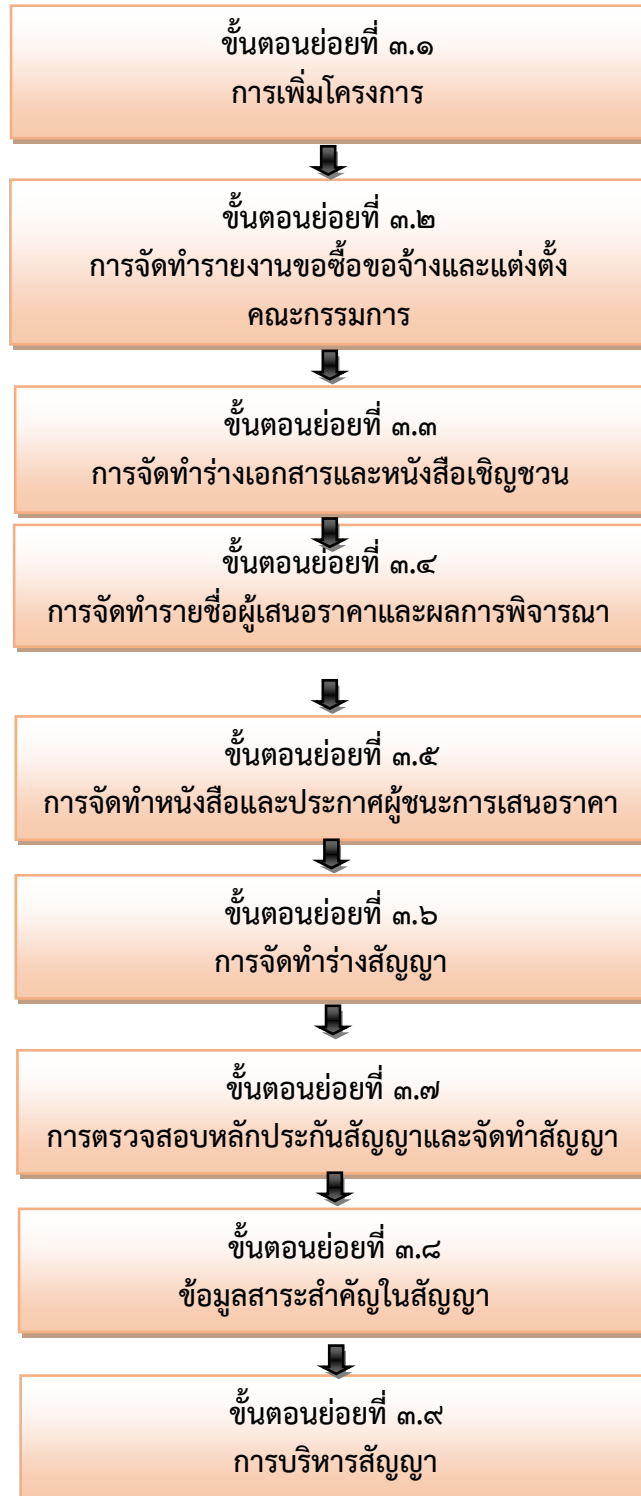 ขั้นตอนย่อยที่ ๓.๑
การเพิ่มโครงการ
ขั้นตอนย่อยที่ ๓.๒
การจัดทำรายงานขอซื้อขอจ้างและแต่งตั้ง
คณะกรรมการ
ขั้นตอนย่อยที่ ๓.๓
การจัดทำร่างเอกสารและหนังสือเชิญชวน
ขั้นตอนย่อยที่ ๓.๔
การจัดทำรายชื่อผู้เสนอราคาและผลการพิจารณา
ขั้นตอนย่อยที่ ๓.๕
การจัดทำหนังสือและประกาศผู้ชนะการเสนอราคา
ขั้นตอนย่อยที่ ๓.๖
การจัดทำร่างสัญญา
ขั้นตอนย่อยที่ ๓.๗
การตรวจสอบหลักประกันสัญญาและจัดทำสัญญา
ขั้นตอนย่อยที่ ๓.๘
ข้อมูลสาระสำคัญในสัญญา
ขั้นตอนย่อยที่ ๓.๙
การบริหารสัญญา